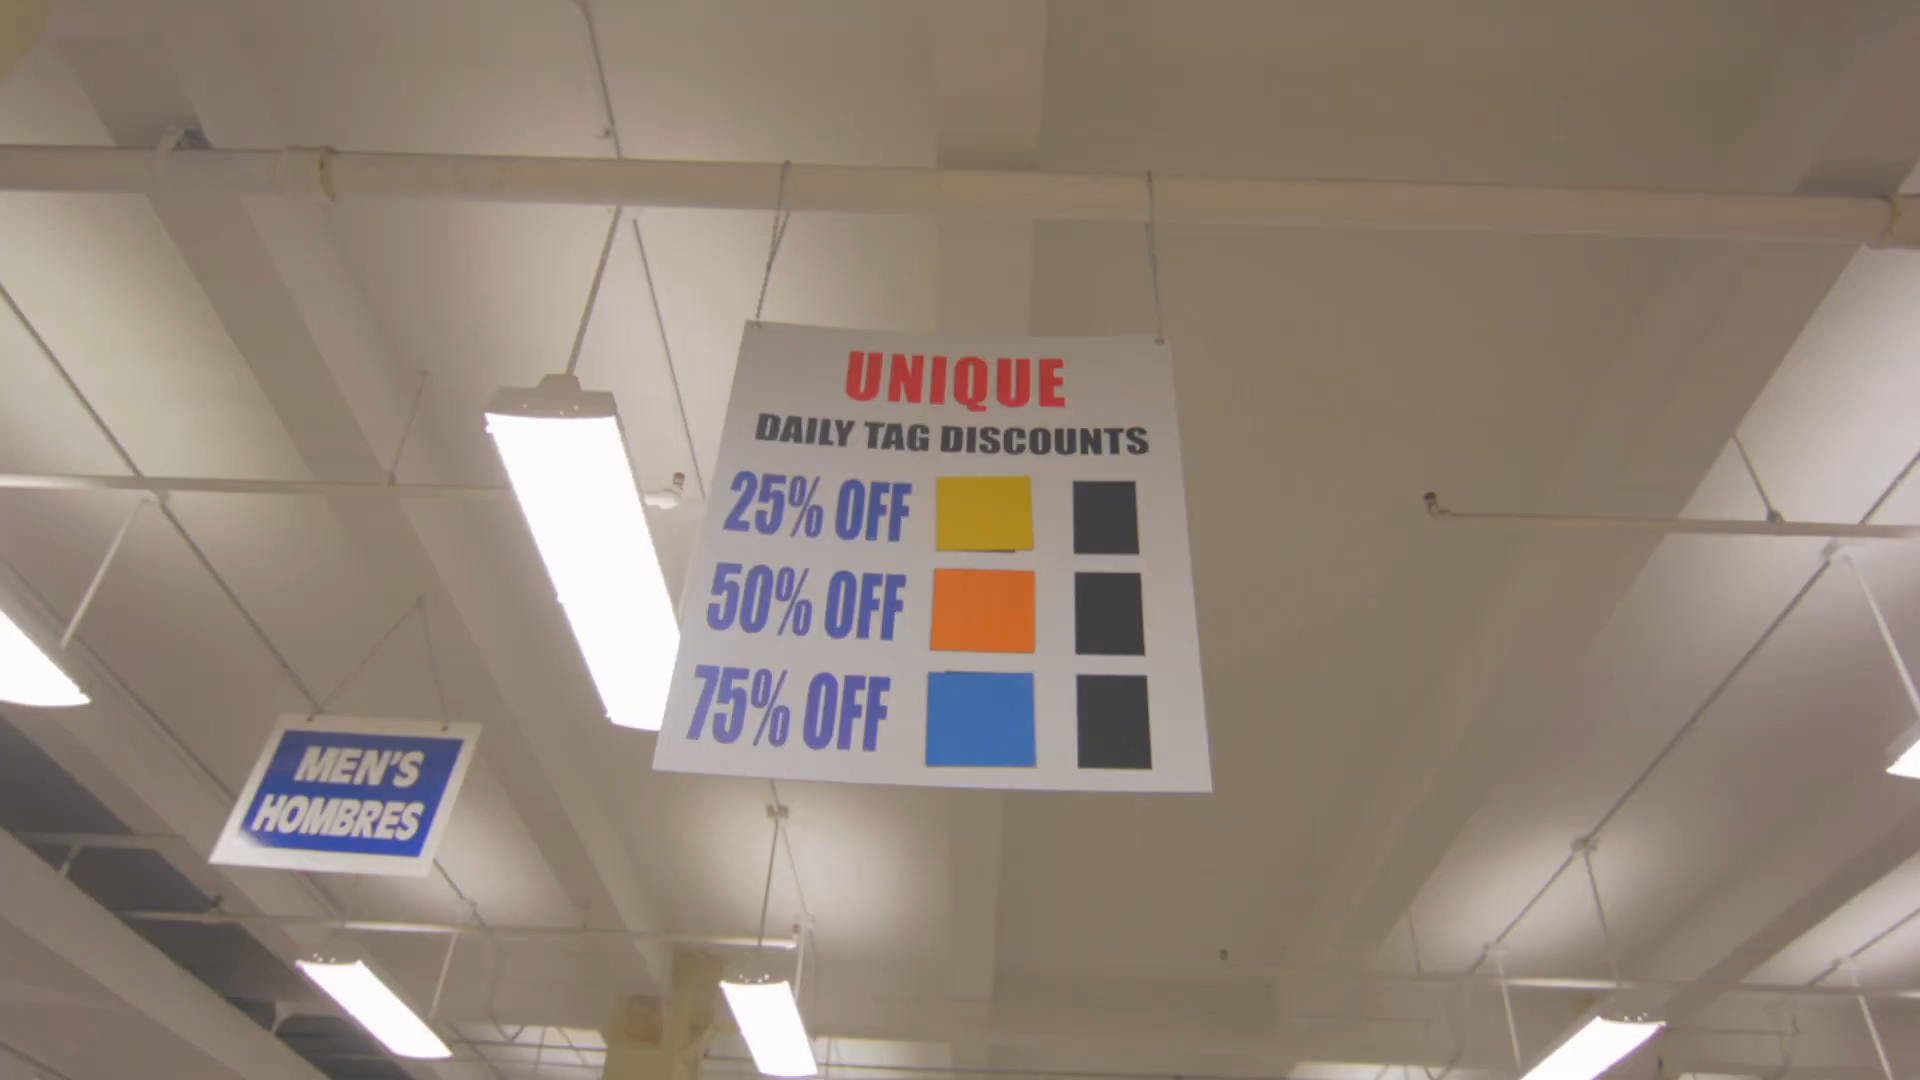 UNIQUE
DAILY TAG DISCOUNTS
25% OFF
50% OFF
75% OFF
MEN'S
HOMBRES